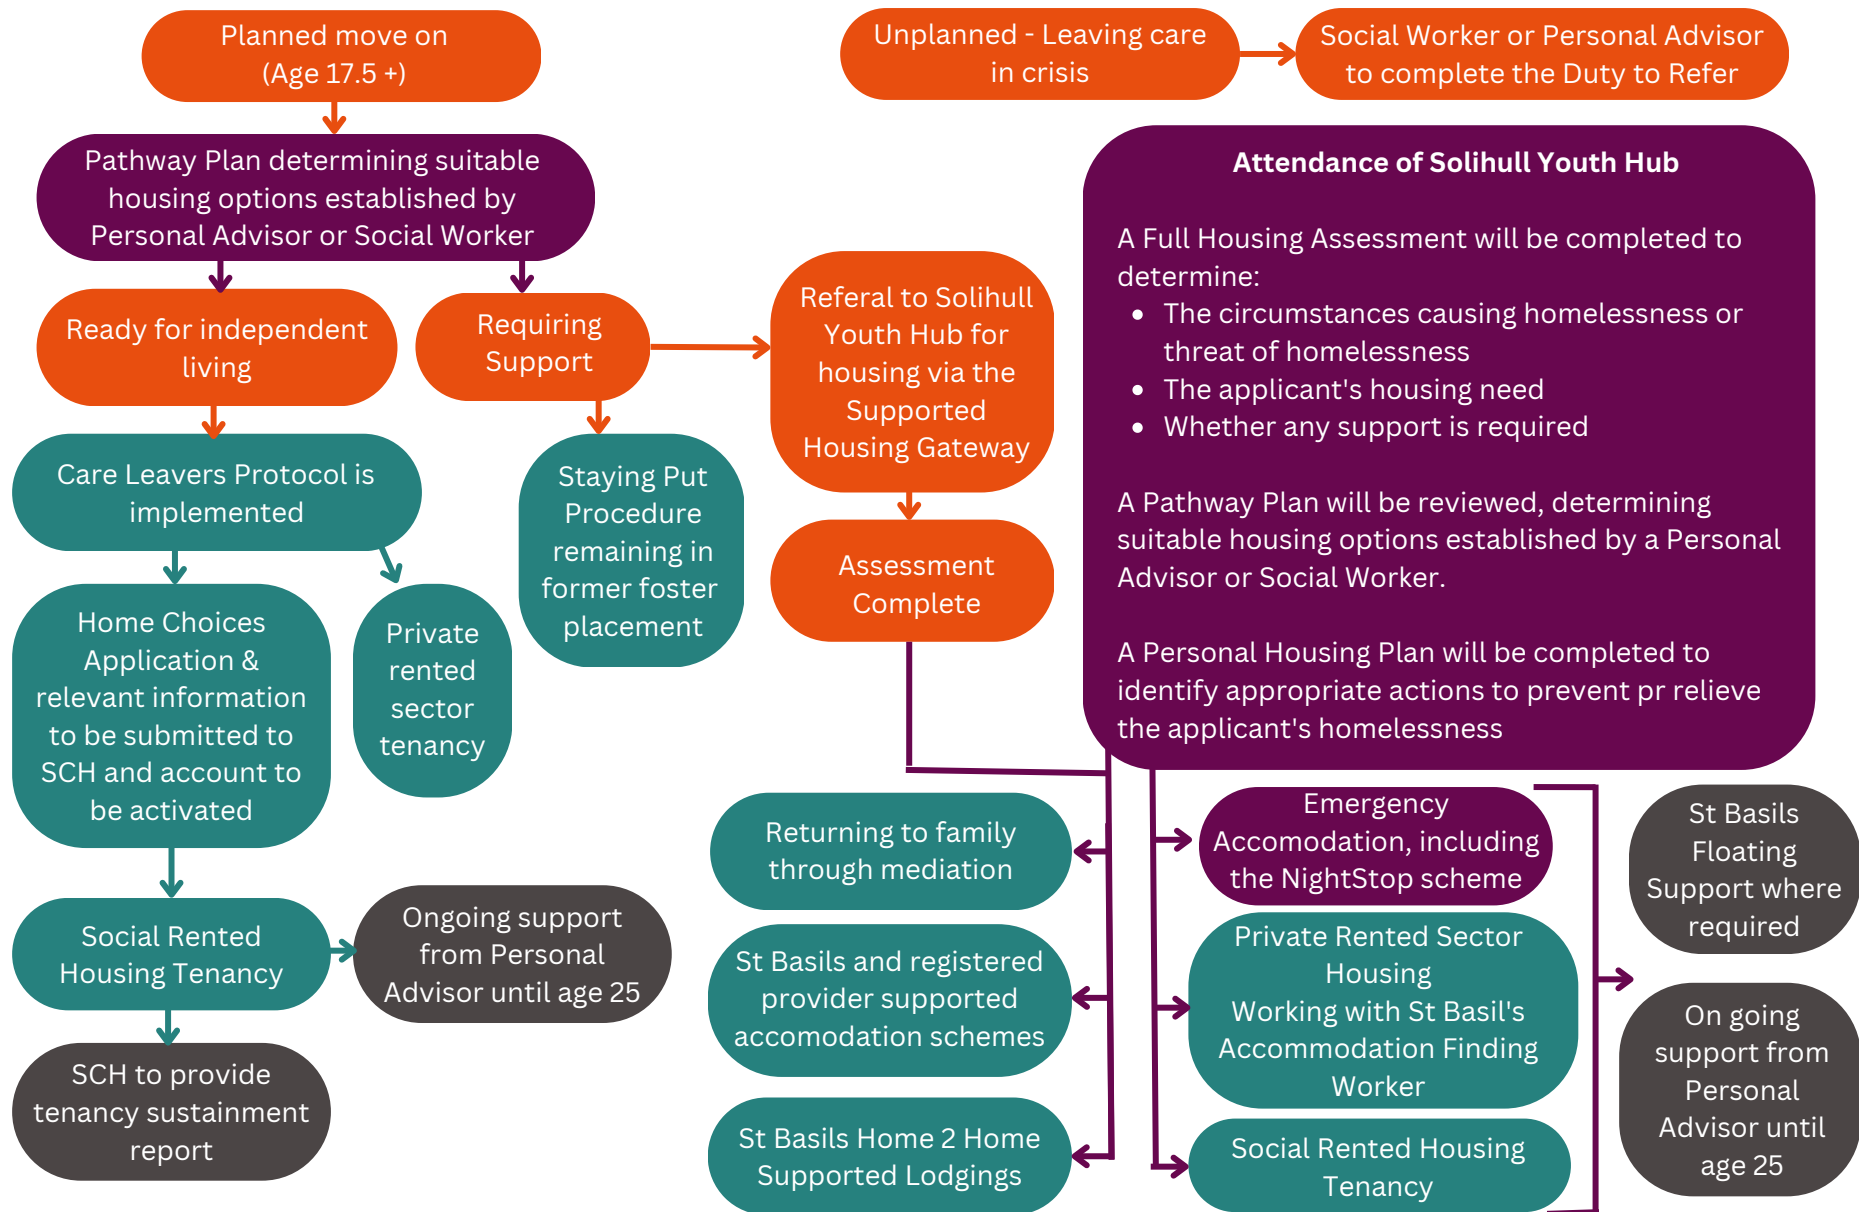 Planned move on
(Age 17.5 +)
Unplanned - Leaving care
in crisis
Social Worker or Personal Advisor
to complete the Duty to Refer
Pathway Plan determining suitable
housing options established by
Personal Advisor or Social Worker
Ready for independent
living
Requiring
Support
Referal to Solihull
Youth Hub for
housing via the
Supported
Housing Gateway
Care Leavers Protocol is
implemented
Staying Put
Procedure
remaining in
former foster
placement
Assessment
Complete
Home Choices
Application &
relevant information
to be submitted to
SCH and account to
be activated
Private
rented
sector
tenancy
Social Rented
Housing Tenancy
Ongoing support
from Personal
Advisor until age 25
SCH to provide
tenancy sustainment
report
Attendance of Solihull Youth Hub
A Full Housing Assessment will be completed to
determine:
• The circumstances causing homelessness or
threat of homelessness
• The applicant's housing need
• Whether any support is required
A Pathway Plan will be reviewed, determining
suitable housing options established by a Personal
Advisor or Social Worker.
A Personal Housing Plan will be completed to
identify appropriate actions to prevent pr relieve
the applicant's homelessness
Returning to family
through mediation
St Basils and registered
provider supported
accomodation schemes
St Basils Home 2 Home
Supported Lodgings
Emergency
Accomodation, including
the NightStop scheme
Private Rented Sector
Housing
Working with St Basil's
Accommodation Finding
Worker
Social Rented Housing
Tenancy
St Basils
Floating
Support where
required
On going
support from
Personal
Advisor until
age 25